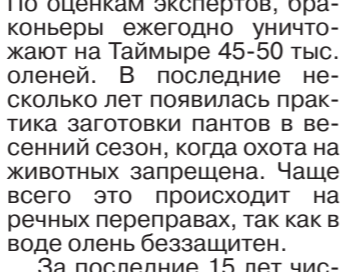 По оценкам экспертов, бра-
коньеры ежегодно уничто-
жают на Таймыре 45-50 тыс.
оленей. В последние не-
сколько лет появилась прак-
тика заготовки пантов в ве-
сенний сезон, когда охота на
животных запрещена. Чаще
всего это происходит на
речных переправах, так как в
воде олень беззащитен.
За последние 15 лет чис-